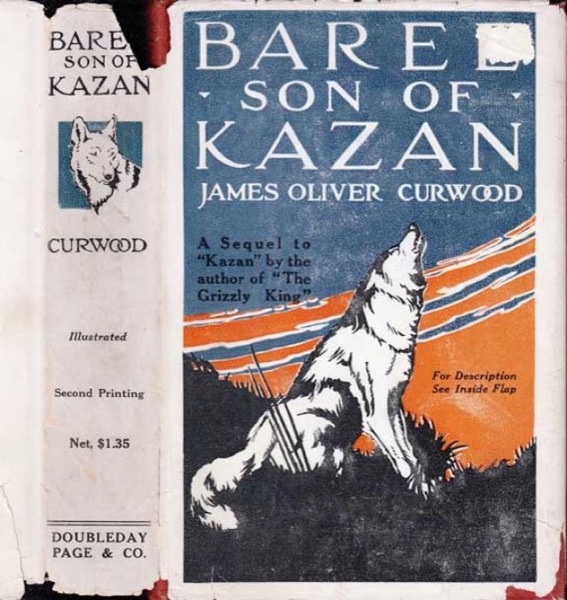 BAREE
SON OF
KAZAN
CURWOOD
Illustrated
Second Printing
Net, $1.35
DOUBLEDAY
PAGE & CO.
BAREE
· SON OF ·
KAZAN
JAMES OLIVER CURWOOD
A Sequel to
"Kazan" by the
author of "The
Grizzly King"
For Description
See Inside Flap